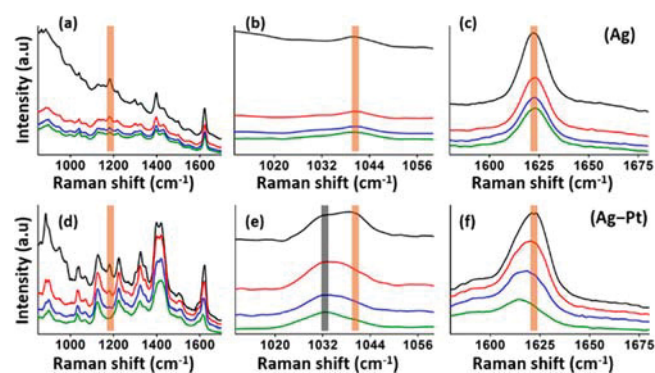 (a) (b) (c) (Ag)
Intensity (a.u)
1000 1200 1400 1600 1020 1032 1044 1056 1600 1625 1650 1675
Raman shift (cm⁻¹) Raman shift (cm⁻¹) Raman shift (cm⁻¹)
(d) (e) (f) (Ag–Pt)
Intensity (a.u)
1000 1200 1400 1600 1020 1032 1044 1056 1600 1625 1650 1675
Raman shift (cm⁻¹) Raman shift (cm⁻¹) Raman shift (cm⁻¹)